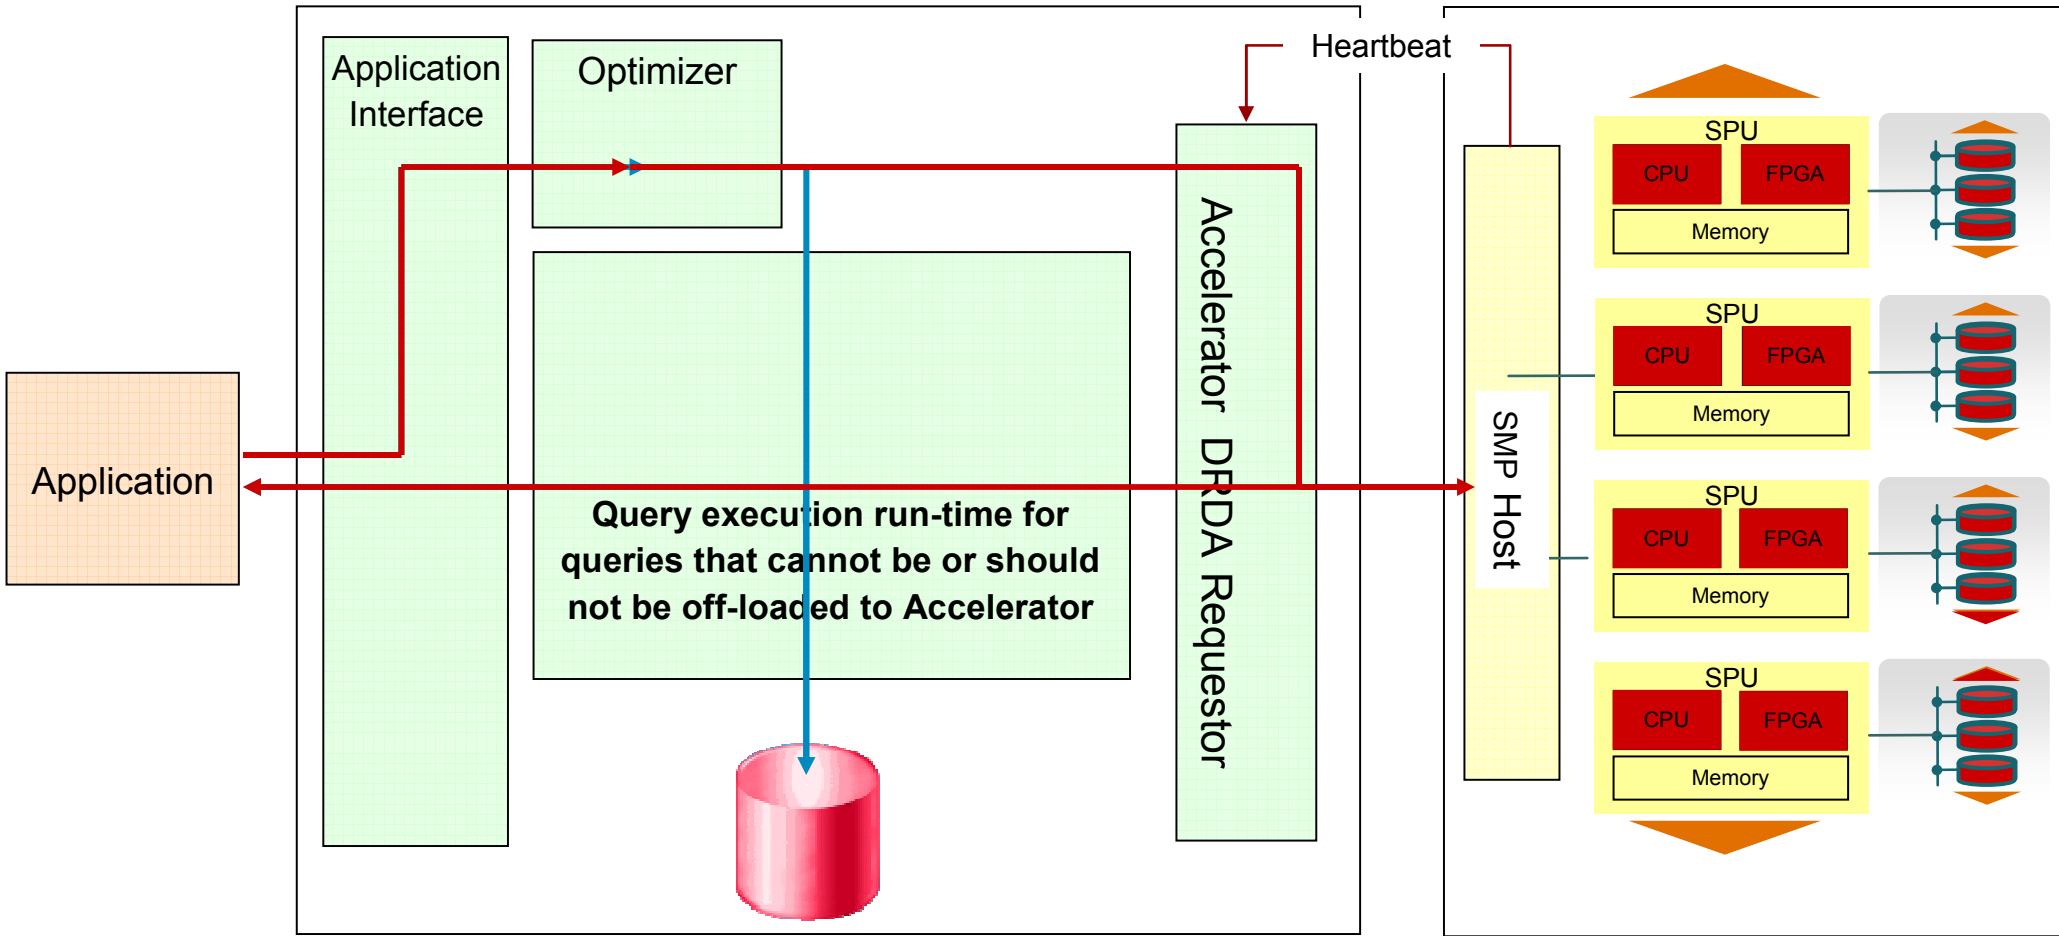 Application
Interface
Optimizer
Heartbeat
Application
Query execution run-time for
queries that cannot be or should
not be off-loaded to Accelerator
Accelerator DRDA Requestor
SMP Host
SPU
CPU
FPGA
Memory
SPU
CPU
FPGA
Memory
SPU
CPU
FPGA
Memory
SPU
CPU
FPGA
Memory